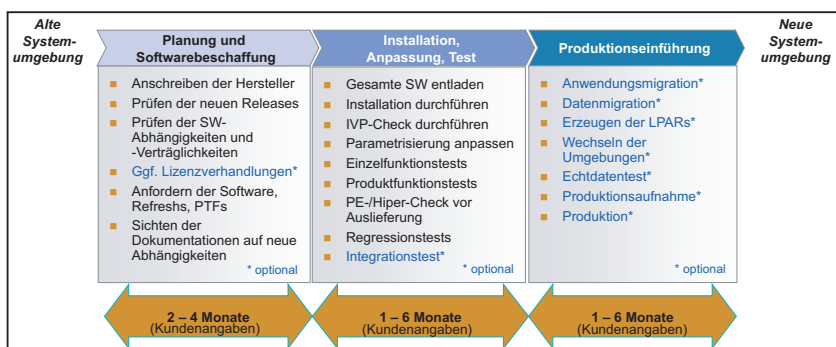 Alte
System-
umgebung
Planung und
Softwarebeschaffung
Installation,
Anpassung, Test
Produktionseinführung
Neue
System-
umgebung
Anschreiben der Hersteller
Prüfen der neuen Releases
Prüfen der SW-
Abhängigkeiten und
-Verträglichkeiten
Ggf. Lizenzverhandlungen*
Anfordern der Software,
Refreshs, PTFs
Sichten der
Dokumentationen auf neue
Abhängigkeiten
* optional
Gesamte SW entladen
Installation durchführen
IVP-Check durchführen
Parametrisierung anpassen
Einzelfunktionstests
Produktfunktionstests
PE-/Hiper-Check vor
Auslieferung
Regressionstests
Integrationstest*
* optional
Anwendungsmigration*
Datenmigration*
Erzeugen der LPARs*
Wechseln der
Umgebungen*
Echtdatentest*
Produktionsaufnahme*
Produktion*
* optional
2 – 4 Monate
(Kundenangaben)
1 – 6 Monate
(Kundenangaben)
1 – 6 Monate
(Kundenangaben)